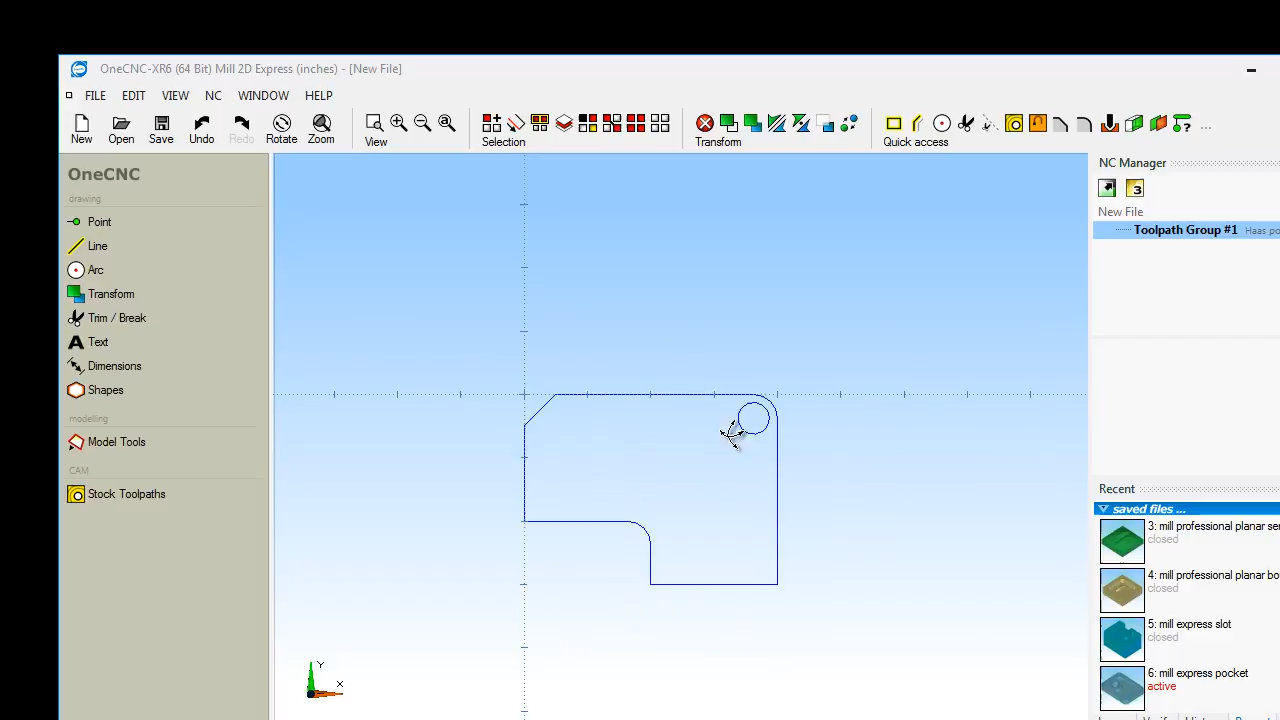 OneCNC-XR6 (64 Bit) Mill 2D Express (inches) - [New File]
FILE EDIT VIEW NC WINDOW HELP
New Open Save Undo Redo Rotate Zoom View Selection Transform Quick access
OneCNC
drawing
Point
Line
Arc
Transform
Trim / Break
Text
Dimensions
Shapes
modelling
Model Tools
CAM
Stock Toolpaths
Y
X
NC Manager
3
New File
Toolpath Group #1 Haas po
Recent
saved files ...
3: mill professional planar se
closed
4: mill professional planar bo
closed
5: mill express slot
closed
6: mill express pocket
active